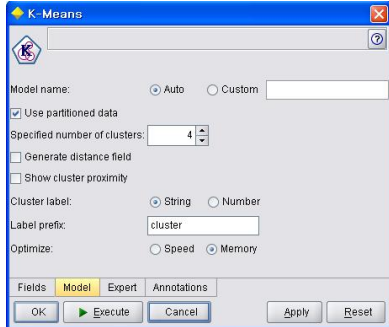 K-Means
K
Model name: Auto Custom
Use partitioned data
Specified number of clusters: 4
Generate distance field
Show cluster proximity
Cluster label: String Number
Label prefix: cluster
Optimize: Speed Memory
Fields Model Expert Annotations
OK Execute Cancel Apply Reset